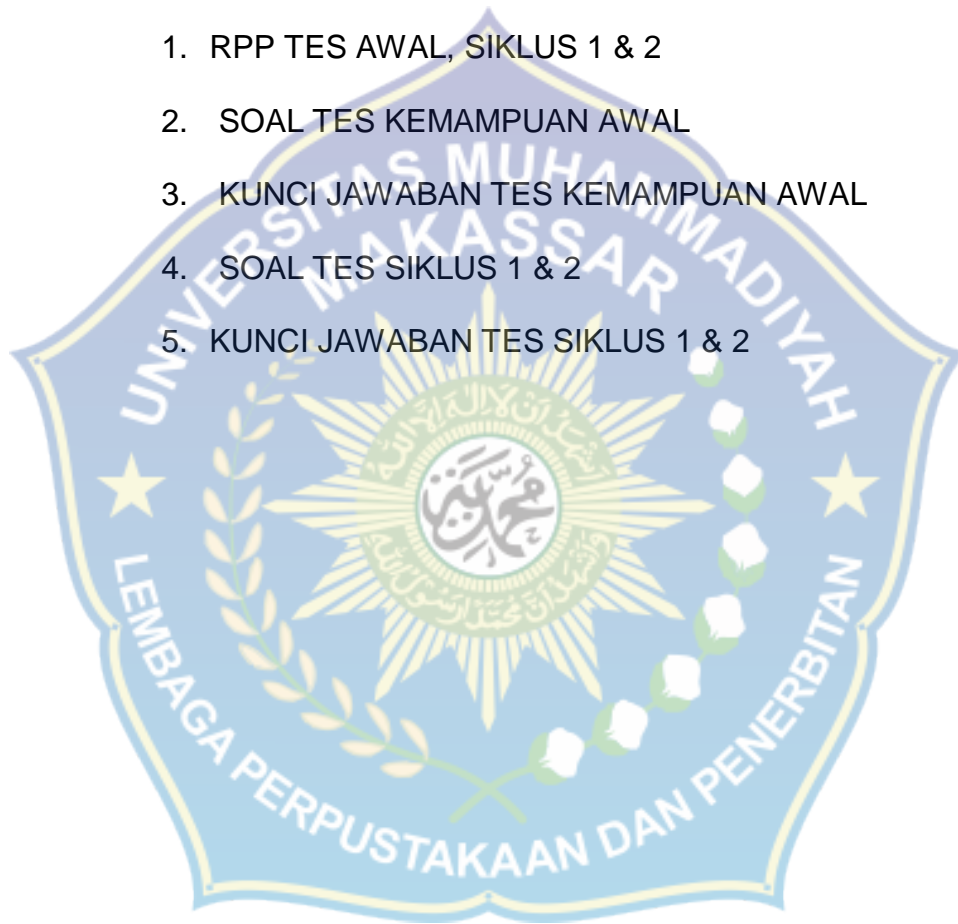 1. RPP TES AWAL, SIKLUS 1 & 2
2. SOAL TES KEMAMPUAN AWAL
3. KUNCI JAWABAN TES KEMAMPUAN AWAL
4. SOAL TES SIKLUS 1 & 2
5. KUNCI JAWABAN TES SIKLUS 1 & 2
UNIVERSITAS MUHAMMADIYAH
MAKASSAR
LEMBAGA PERPUSTAKAAN DAN PENERBITAN